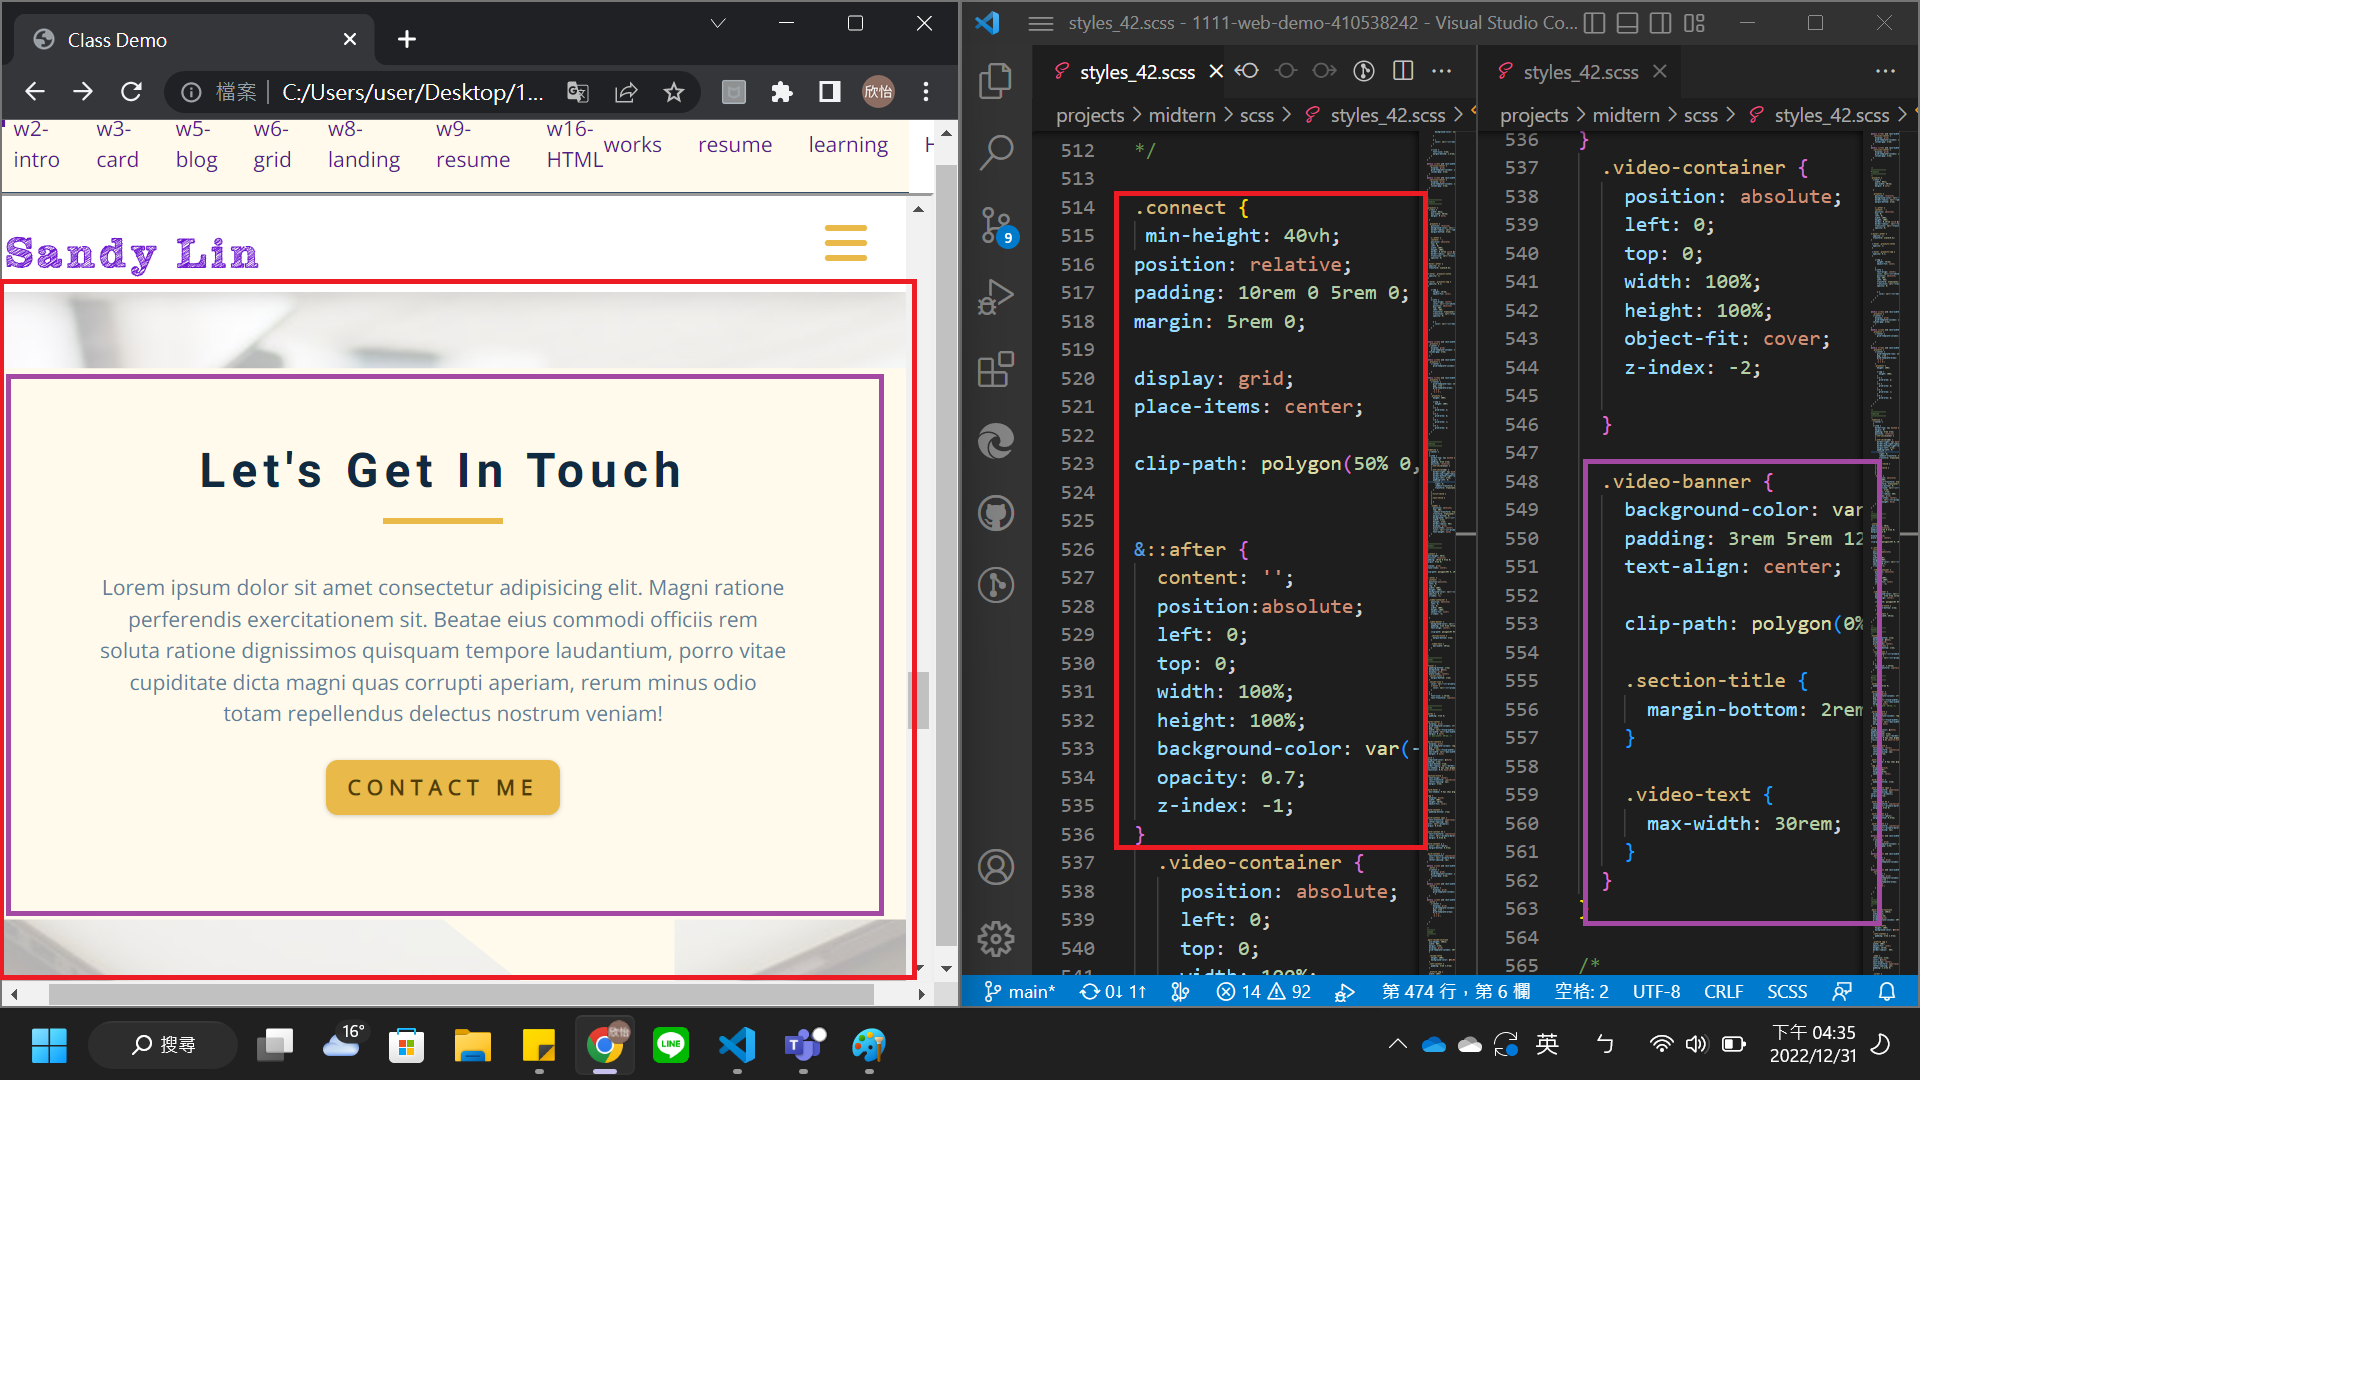 Class Demo
檔案 C:/Users/user/Desktop/1... 欣怡
w2-intro w3-card w5-blog w6-grid w8-landing w9-resume w16-HTML works resume learning
Sandy Lin
Let's Get In Touch
Lorem ipsum dolor sit amet consectetur adipisicing elit. Magni ratione
perferendis exercitationem sit. Beatae eius commodi officiis rem
soluta ratione dignissimos quisquam tempore laudantium, porro vitae
cupiditate dicta magni quas corrupti aperiam, rerum minus odio
totam repellendus delectus nostrum veniam!
CONTACT ME
styles_42.scss - 1111-web-demo-410538242 - Visual Studio Co...
9
styles_42.scss
projects > midtern > scss > styles_42.scss >
512 */
513
514 .connect {
515 min-height: 40vh;
516 position: relative;
517 padding: 10rem 0 5rem 0;
518 margin: 5rem 0;
519
520 display: grid;
521 place-items: center;
522
523 clip-path: polygon(50% 0,
524
525
526 &::after {
527 content: '';
528 position:absolute;
529 left: 0;
530 top: 0;
531 width: 100%;
532 height: 100%;
533 background-color: var(-
534 opacity: 0.7;
535 z-index: -1;
536 }
537 .video-container {
538 position: absolute;
539 left: 0;
540 top: 0;
541 width: 100%;
styles_42.scss
projects > midtern > scss > styles_42.scss >
536 }
537 .video-container {
538 position: absolute;
539 left: 0;
540 top: 0;
541 width: 100%;
542 height: 100%;
543 object-fit: cover;
544 z-index: -2;
545
546 }
547
548 .video-banner {
549 background-color: var
550 padding: 3rem 5rem 12
551 text-align: center;
552
553 clip-path: polygon(0%
554
555 .section-title {
556 margin-bottom: 2rem
557 }
558
559 .video-text {
560 max-width: 30rem;
561 }
562 }
563 }
564
565 /*
main* 0↓ 1↑ 14 92 第 474 行，第 6 欄 空格: 2 UTF-8 CRLF SCSS
搜尋 16° 欣怡 LINE 英 ㄅ 下午 04:35
2022/12/31